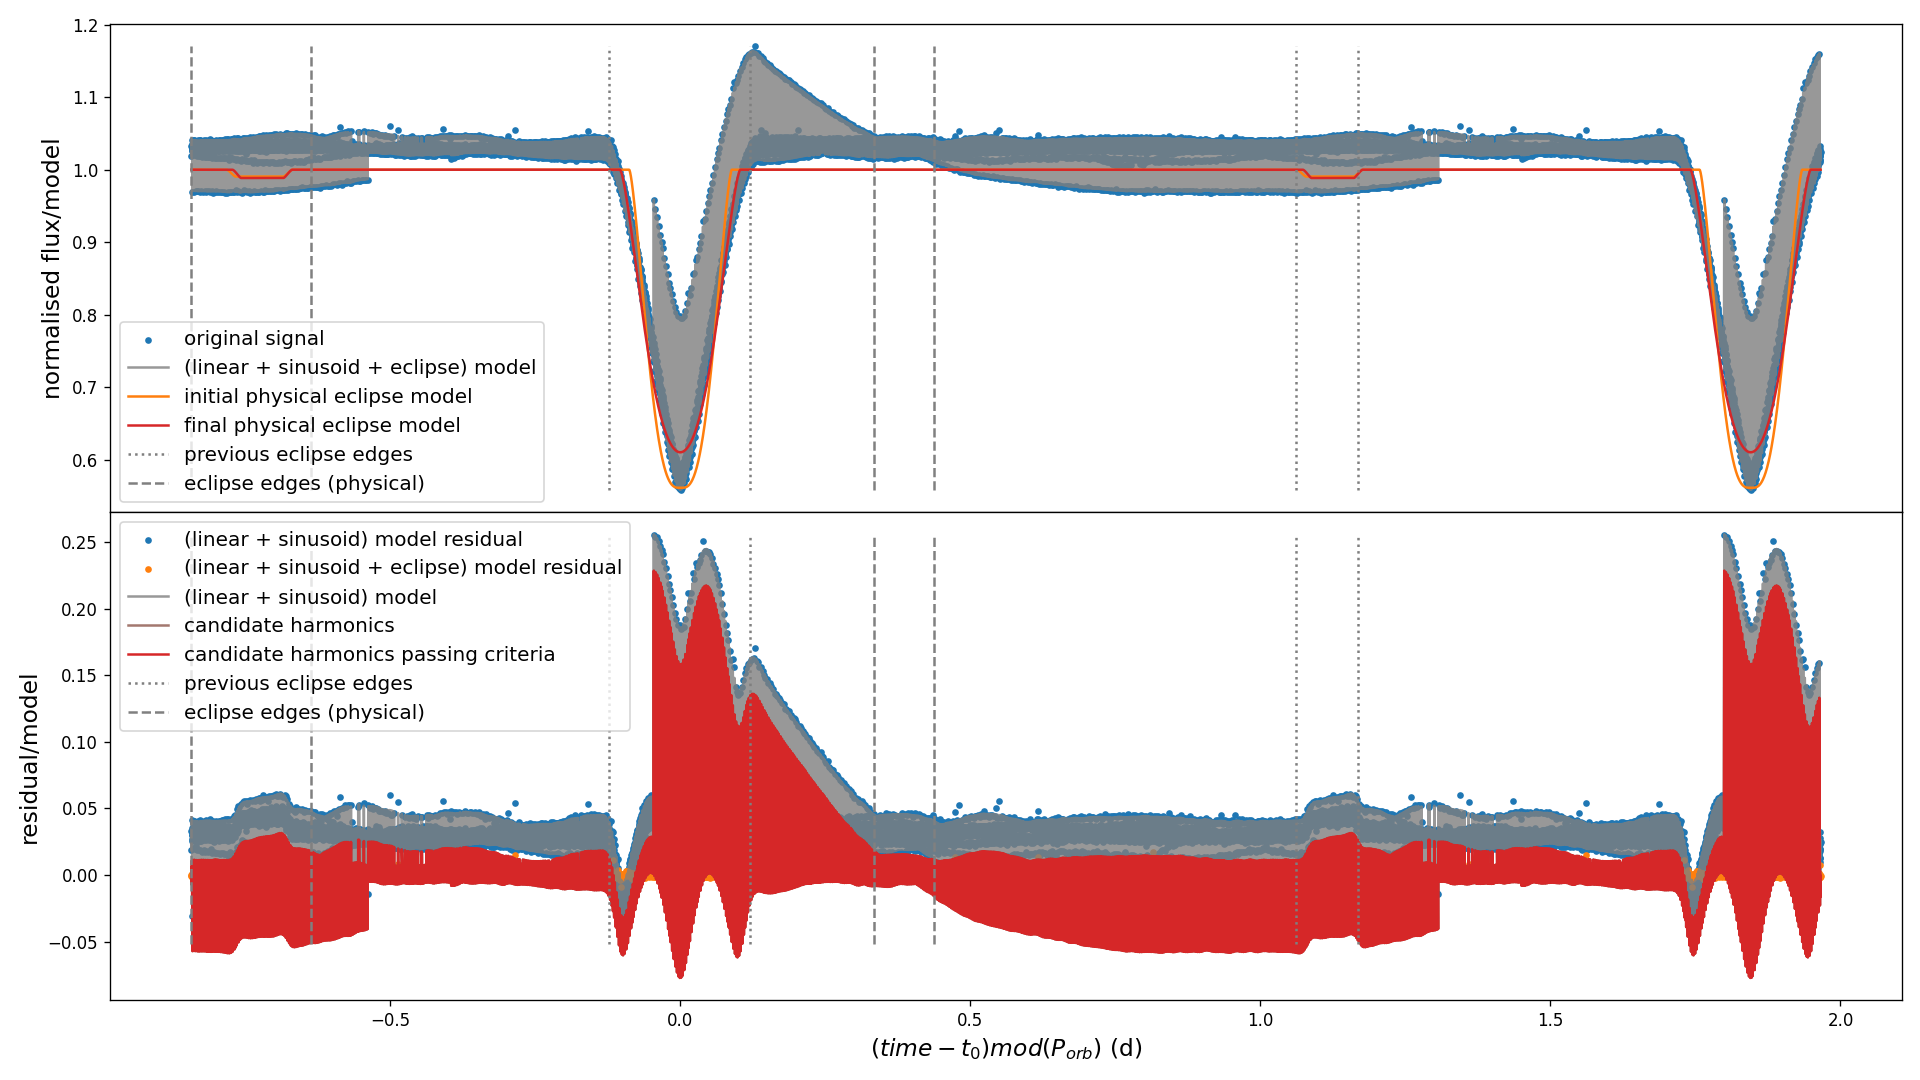 1.2
1.1
1.0
0.9
0.8
0.7
0.6
normalised flux/model
original signal
(linear + sinusoid + eclipse) model
initial physical eclipse model
final physical eclipse model
previous eclipse edges
eclipse edges (physical)
0.25
0.20
0.15
0.10
0.05
0.00
−0.05
residual/model
(linear + sinusoid) model residual
(linear + sinusoid + eclipse) model residual
(linear + sinusoid) model
candidate harmonics
candidate harmonics passing criteria
previous eclipse edges
eclipse edges (physical)
−0.5 0.0 0.5 1.0 1.5 2.0
(time − t₀)mod(P_orb) (d)